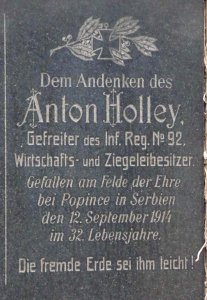 Dem Andenken des
Anton Holley,
Gefreiter des Inf. Reg. No 92,
Wirtschafts- und Ziegeleibesitzer.
Gefallen am Felde der Ehre
bei Popince in Serbien
den 12. September 1914
im 32. Lebensjahre.
Die fremde Erde sei ihm leicht!